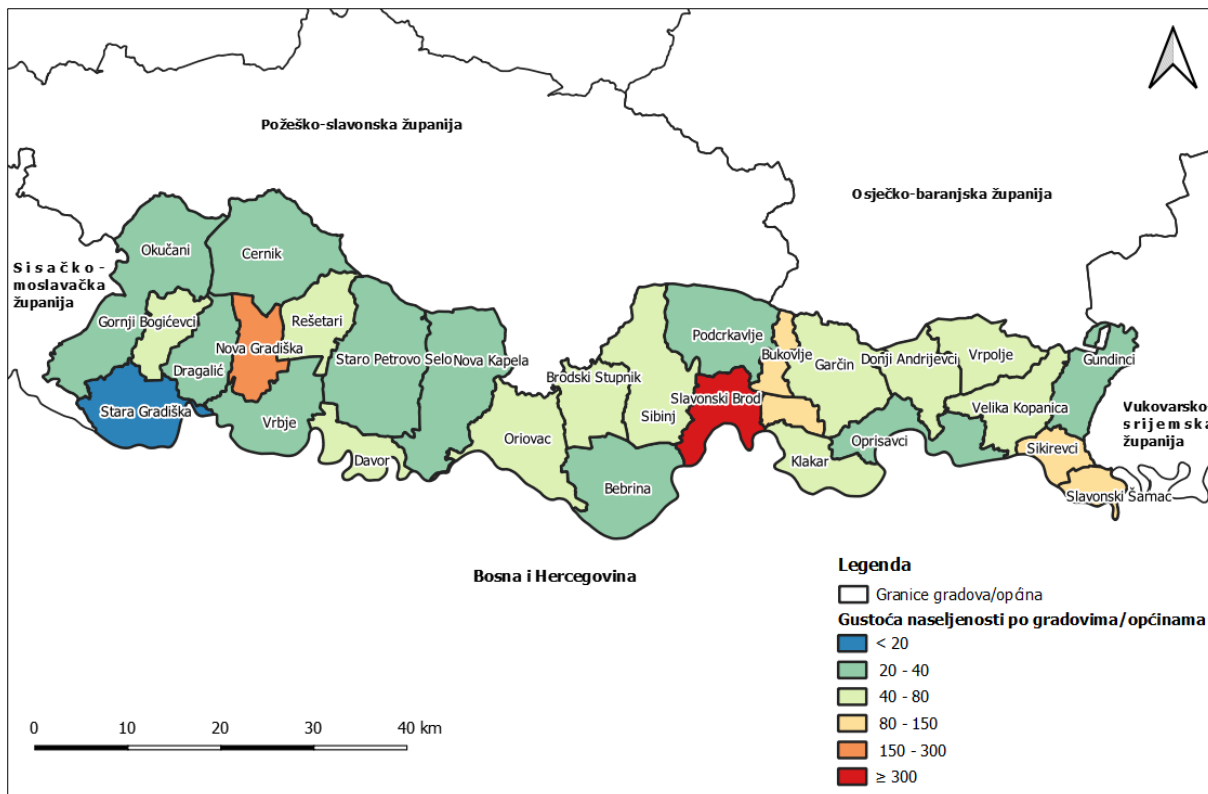 Požeško-slavonska županija
Osječko-baranjska županija
Sisačko-
moslavačka
županija
Okučani
Cernik
Gornji Bogićevci
Rešetari
Nova Gradiška
Dragalić
Staro Petrovo Selo
Nova Kapela
Stara Gradiška
Vrbje
Davor
Oriovac
Brodski Stupnik
Sibinj
Bebrina
Podcrkavlje
Slavonski Brod
Bukovlje
Garčin
Klakar
Donji Andrijevci
Oprisavci
Vrpolje
Velika Kopanica
Gundinci
Sikirevci
Slavonski Šamac
Vukovarsko-
srijemska
županija
Bosna i Hercegovina
Legenda
Granice gradova/općina
Gustoća naseljenosti po gradovima/općinama
< 20
20 - 40
40 - 80
80 - 150
150 - 300
≥ 300
0 10 20 30 40 km